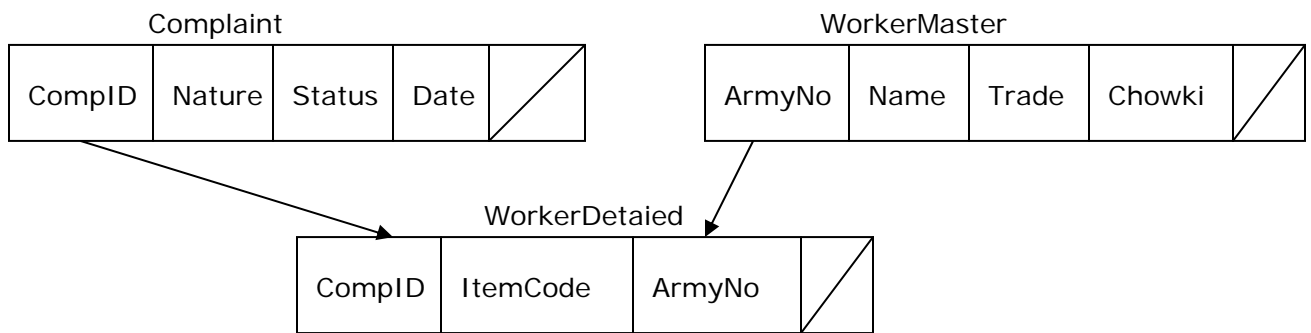 Complaint WorkerMaster
CompID Nature Status Date ArmyNo Name Trade Chowki
WorkerDetaied
CompID ItemCode ArmyNo